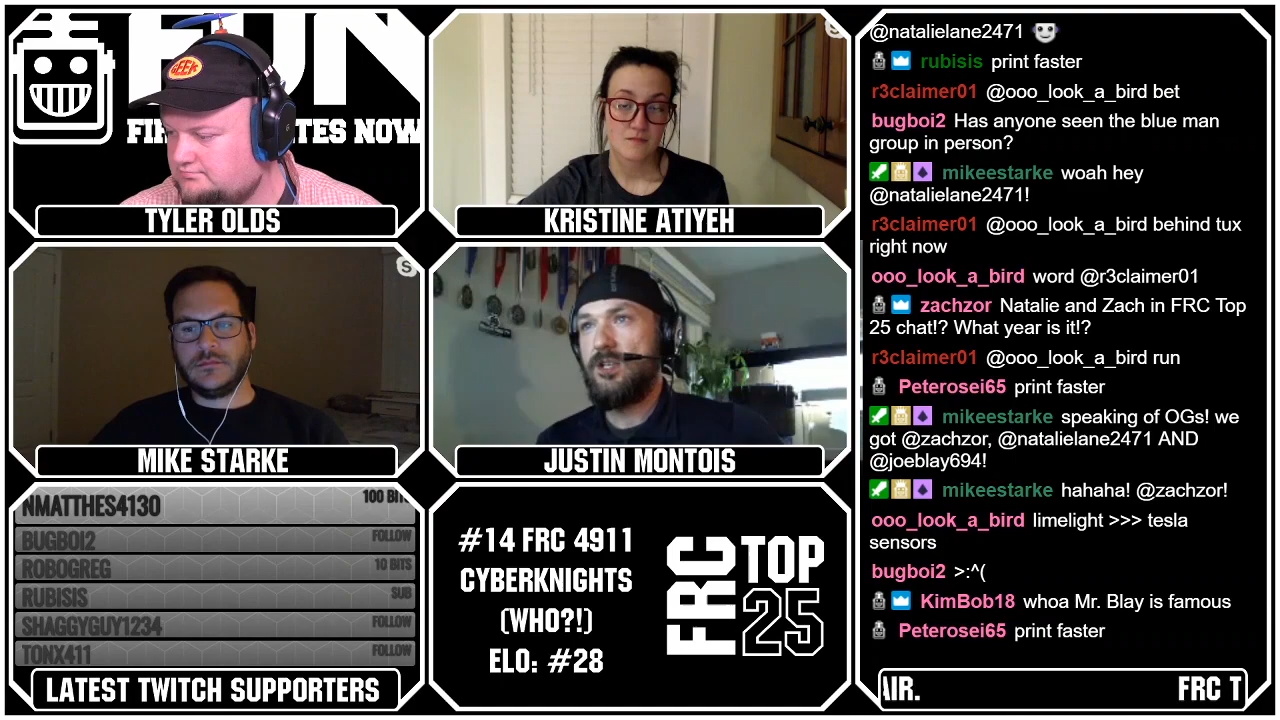 FUN
GEEK
TYLER OLDS
KRISTINE ATIYEH
S
MIKE STARKE
JUSTIN MONTOIS
NMATTHES4130 100 BITS
BUGBOI2 FOLLOW
ROBOGREG 10 BITS
RUBISIS SUB
SHAGGYGUY1234 FOLLOW
TONX411 FOLLOW
LATEST TWITCH SUPPORTERS
#14 FRC 4911
CYBERKNIGHTS
(WHO?!)
ELO: #28
FRC TOP
25
@natalielane2471
rubisis print faster
r3claimer01 @ooo_look_a_bird bet
bugboi2 Has anyone seen the blue man
group in person?
mikeestarke woah hey
@natalielane2471!
r3claimer01 @ooo_look_a_bird behind tux
right now
ooo_look_a_bird word @r3claimer01
zachzor Natalie and Zach in FRC Top
25 chat!? What year is it!?
r3claimer01 @ooo_look_a_bird run
Peterosei65 print faster
mikeestarke speaking of OGs! we
got @zachzor, @natalielane2471 AND
@joeblay694!
mikeestarke hahaha! @zachzor!
ooo_look_a_bird limelight >>> tesla
sensors
bugboi2 >:^(
KimBob18 whoa Mr. Blay is famous
Peterosei65 print faster
AIR. FRC T